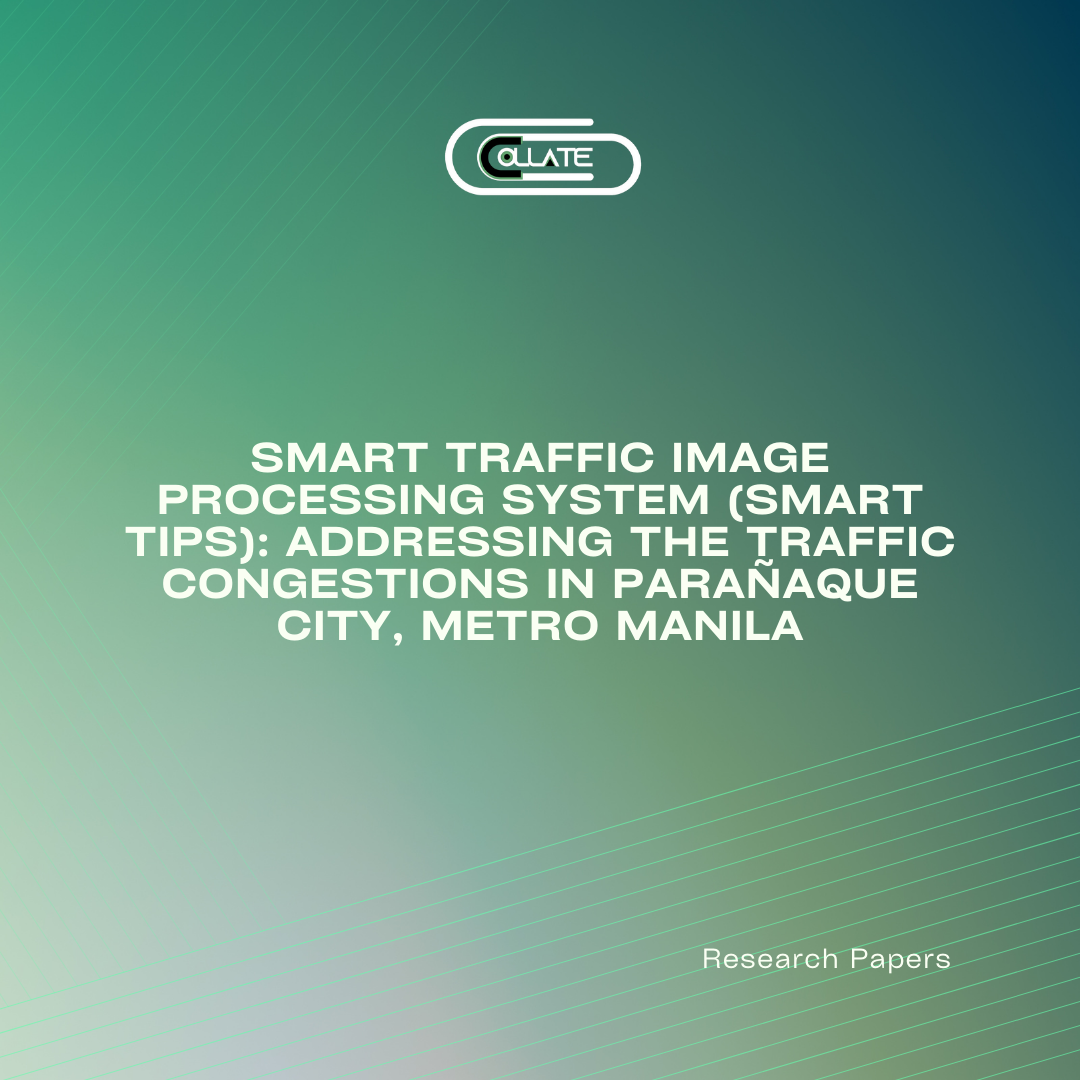 COLLATE
SMART TRAFFIC IMAGE
PROCESSING SYSTEM (SMART
TIPS): ADDRESSING THE TRAFFIC
CONGESTIONS IN PARAÑAQUE
CITY, METRO MANILA
Research Papers